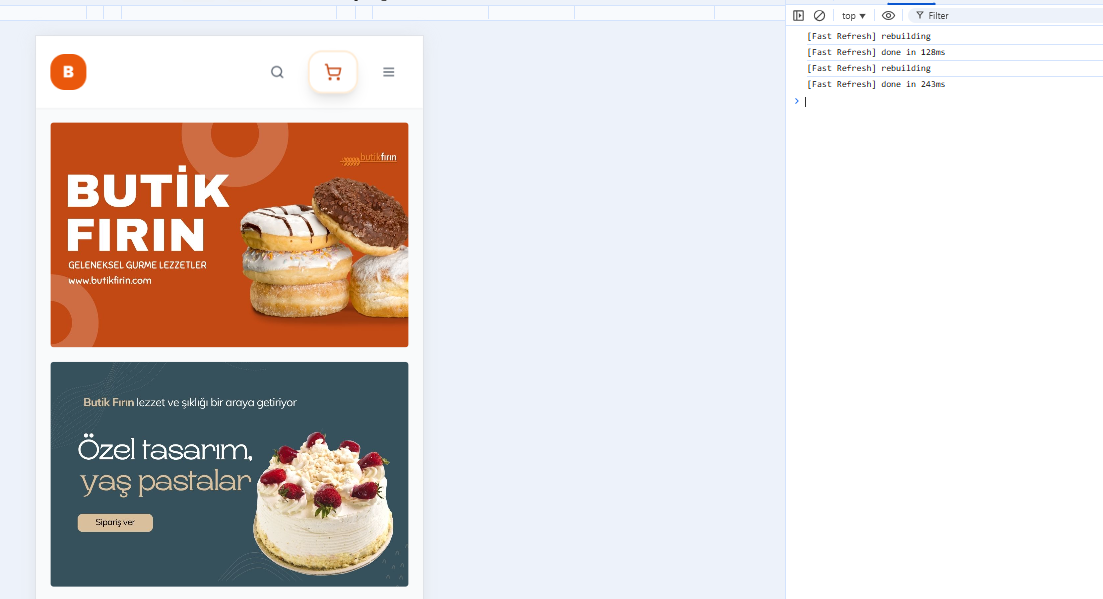 top
Filter
[Fast Refresh] rebuilding
[Fast Refresh] done in 128ms
[Fast Refresh] rebuilding
[Fast Refresh] done in 243ms
B
butikfırın
BUTİK
FIRIN
GELENEKSEL GURME LEZZETLER
www.butikfirin.com
Butik Fırın lezzet ve şıklığı bir araya getiriyor
Özel tasarım,
yaş pastalar
Sipariş ver